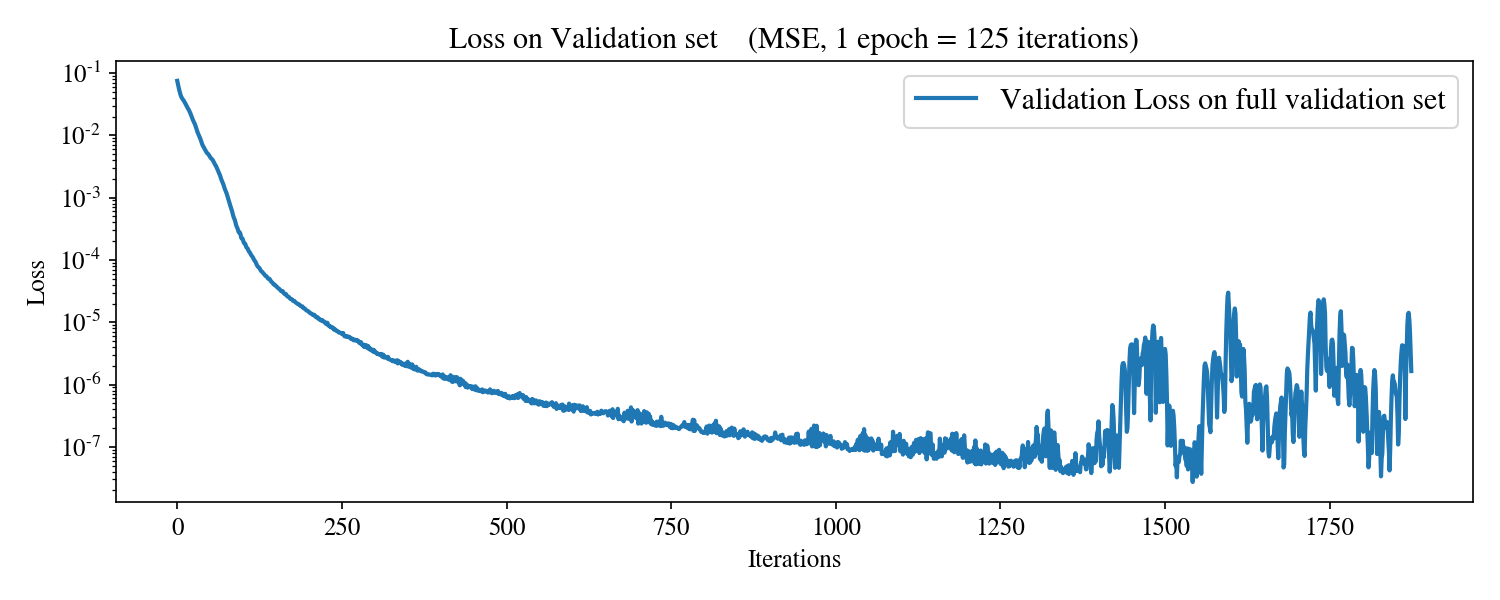 Loss on Validation set    (MSE, 1 epoch = 125 iterations)
Validation Loss on full validation set
Loss
10⁻¹
10⁻²
10⁻³
10⁻⁴
10⁻⁵
10⁻⁶
10⁻⁷
0 250 500 750 1000 1250 1500 1750
Iterations